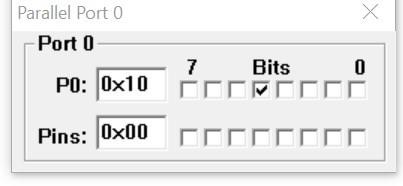 Parallel Port 0
Port 0
7 Bits 0
P0: 0x10
Pins: 0x00